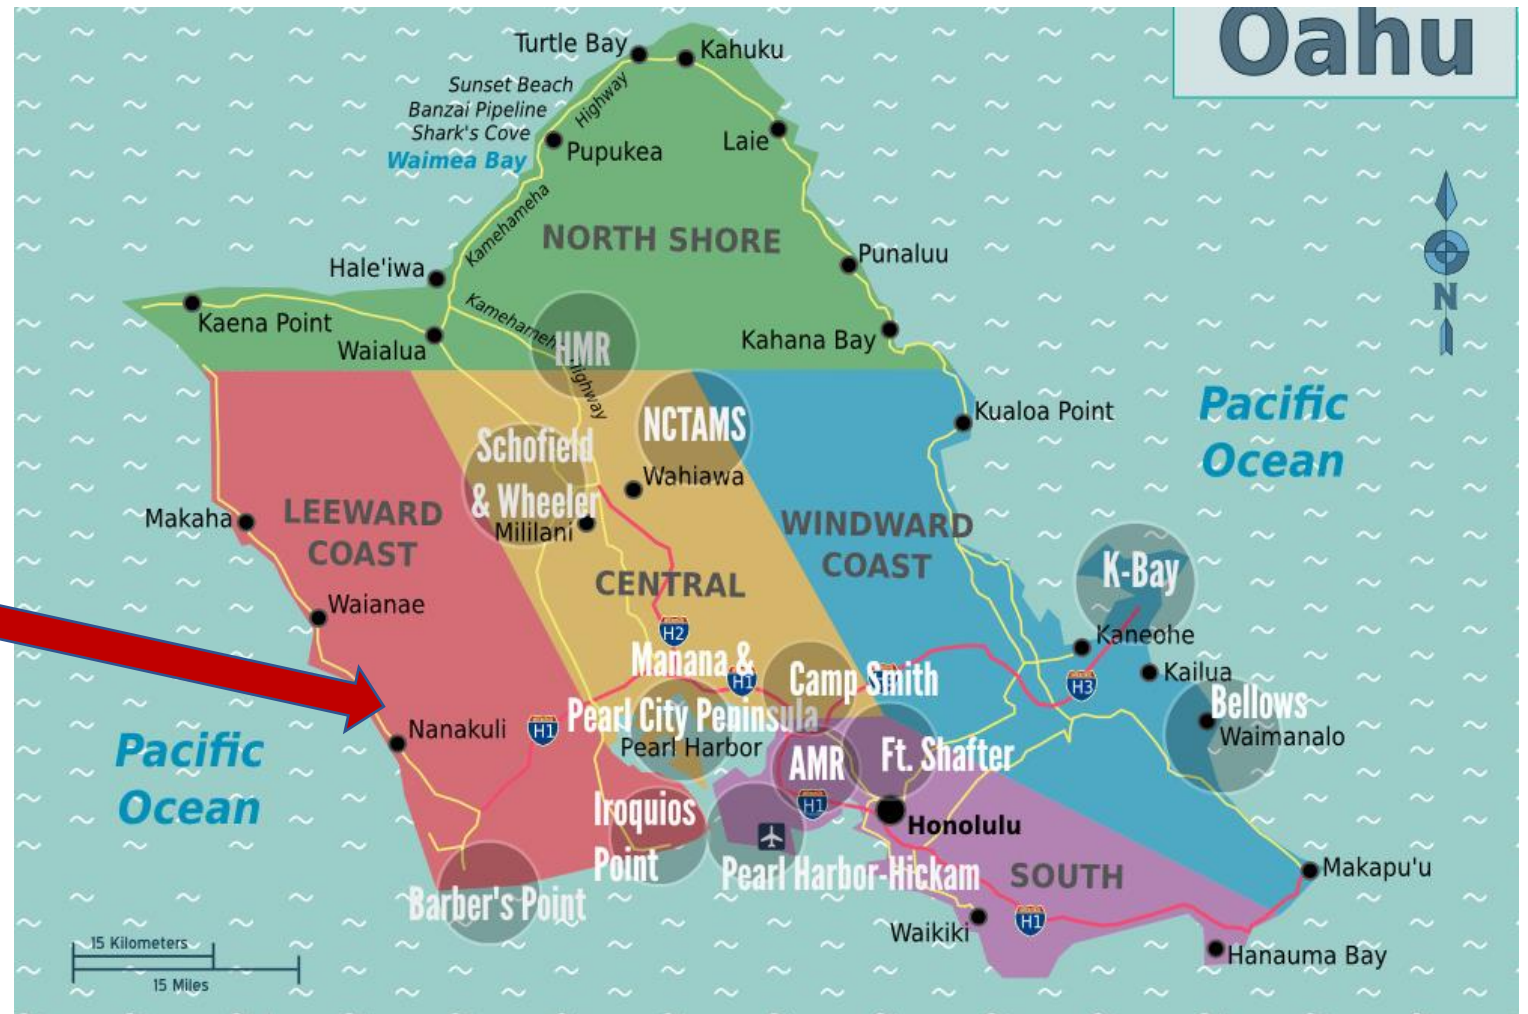 Oahu
Turtle Bay
Kahuku
Sunset Beach
Banzai Pipeline
Shark's Cove
Waimea Bay
Highway
Pupukea
Laie
Kamehameha
NORTH SHORE
Hale'iwa
Punaluu
N
Kaena Point
Kamehameh
Highway
Waialua
HMR
Kahana Bay
Kualoa Point
Pacific
Ocean
NCTAMS
Schofield
& Wheeler
Wahiawa
Mililani
Makaha
LEEWARD
COAST
WINDWARD
COAST
CENTRAL
K-Bay
Waianae
H2
Kaneohe
Kailua
Manana &
Pearl City Peninsula
H1
Camp Smith
H3
Bellows
Waimanalo
Nanakuli
H1
Pearl Harbor
Pacific
Ocean
AMR
Ft. Shafter
H1
Iroquios
Point
Honolulu
Pearl Harbor-Hickam
SOUTH
Makapu'u
Barber's Point
Waikiki
H1
Hanauma Bay
15 Kilometers
15 Miles